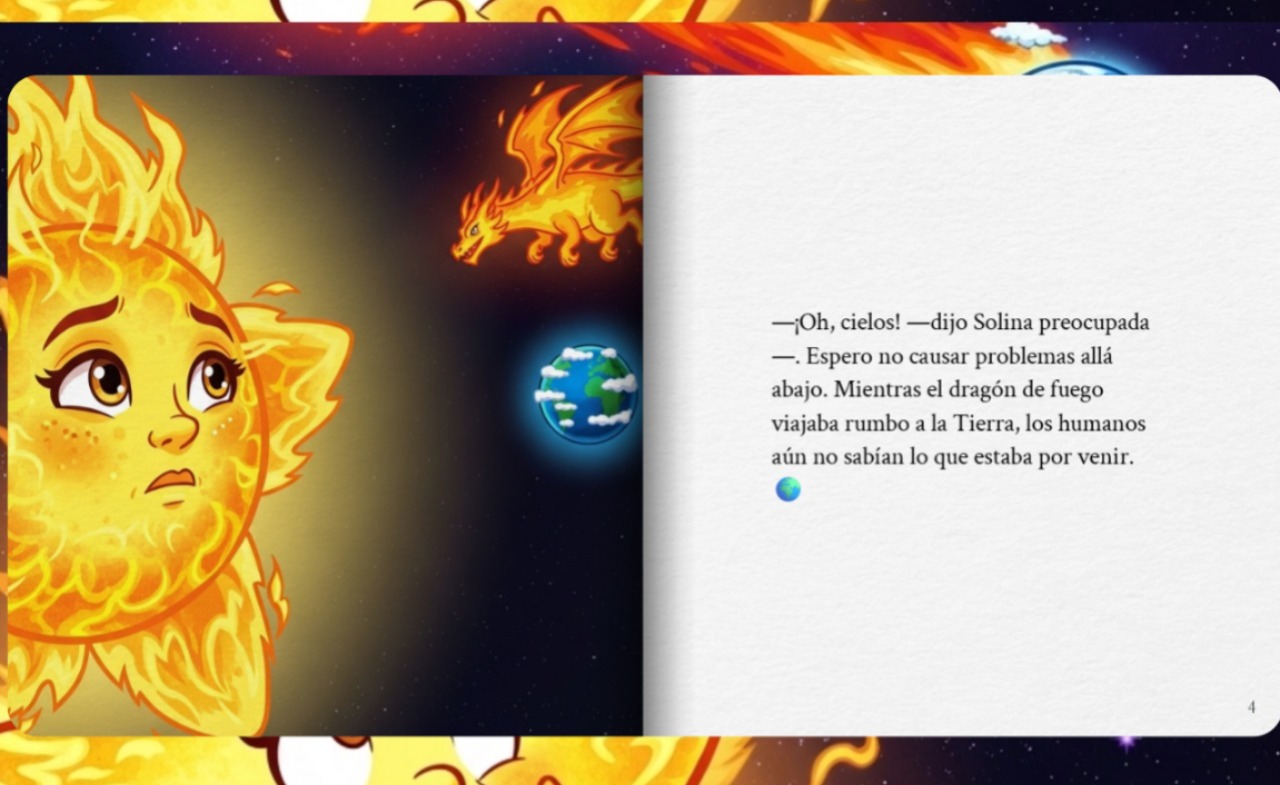 —¡Oh, cielos! —dijo Solina preocupada
—. Espero no causar problemas allá
abajo. Mientras el dragón de fuego
viajaba rumbo a la Tierra, los humanos
aún no sabían lo que estaba por venir.
🌍
4